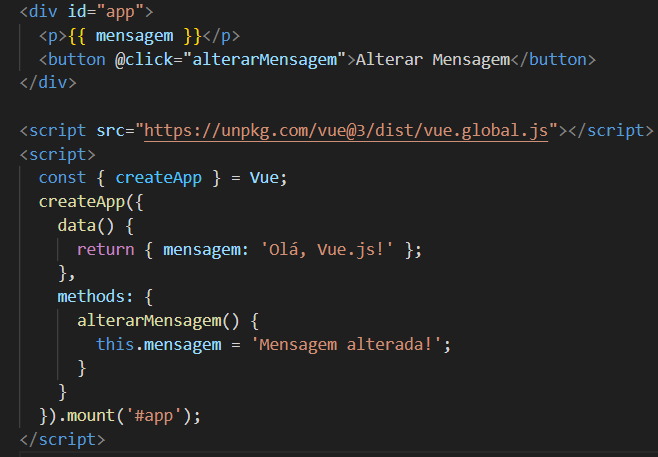 <div id="app">
  <p>{{ mensagem }}</p>
  <button @click="alterarMensagem">Alterar Mensagem</button>
</div>

<script src="https://unpkg.com/vue@3/dist/vue.global.js"></script>
<script>
  const { createApp } = Vue;
  createApp({
    data() {
      return { mensagem: 'Olá, Vue.js!' };
    },
    methods: {
      alterarMensagem() {
        this.mensagem = 'Mensagem alterada!';
      }
    }
  }).mount('#app');
</script>